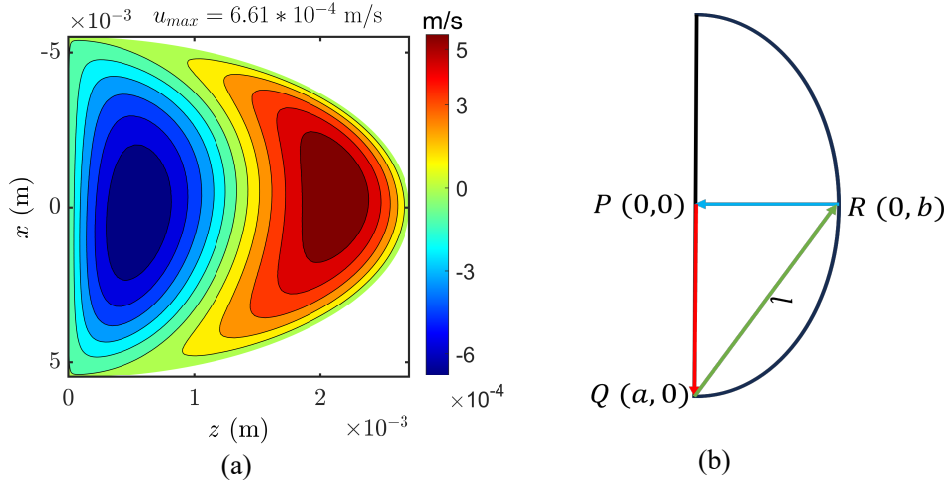 ×10⁻³ u_max = 6.61 * 10⁻⁴ m/s
m/s
-5
0
5
x (m)
0 1 2
×10⁻³
z (m)
5
3
0
-3
-6
×10⁻⁴
(a)
P (0,0)
R (0, b)
l
Q (a, 0)
(b)